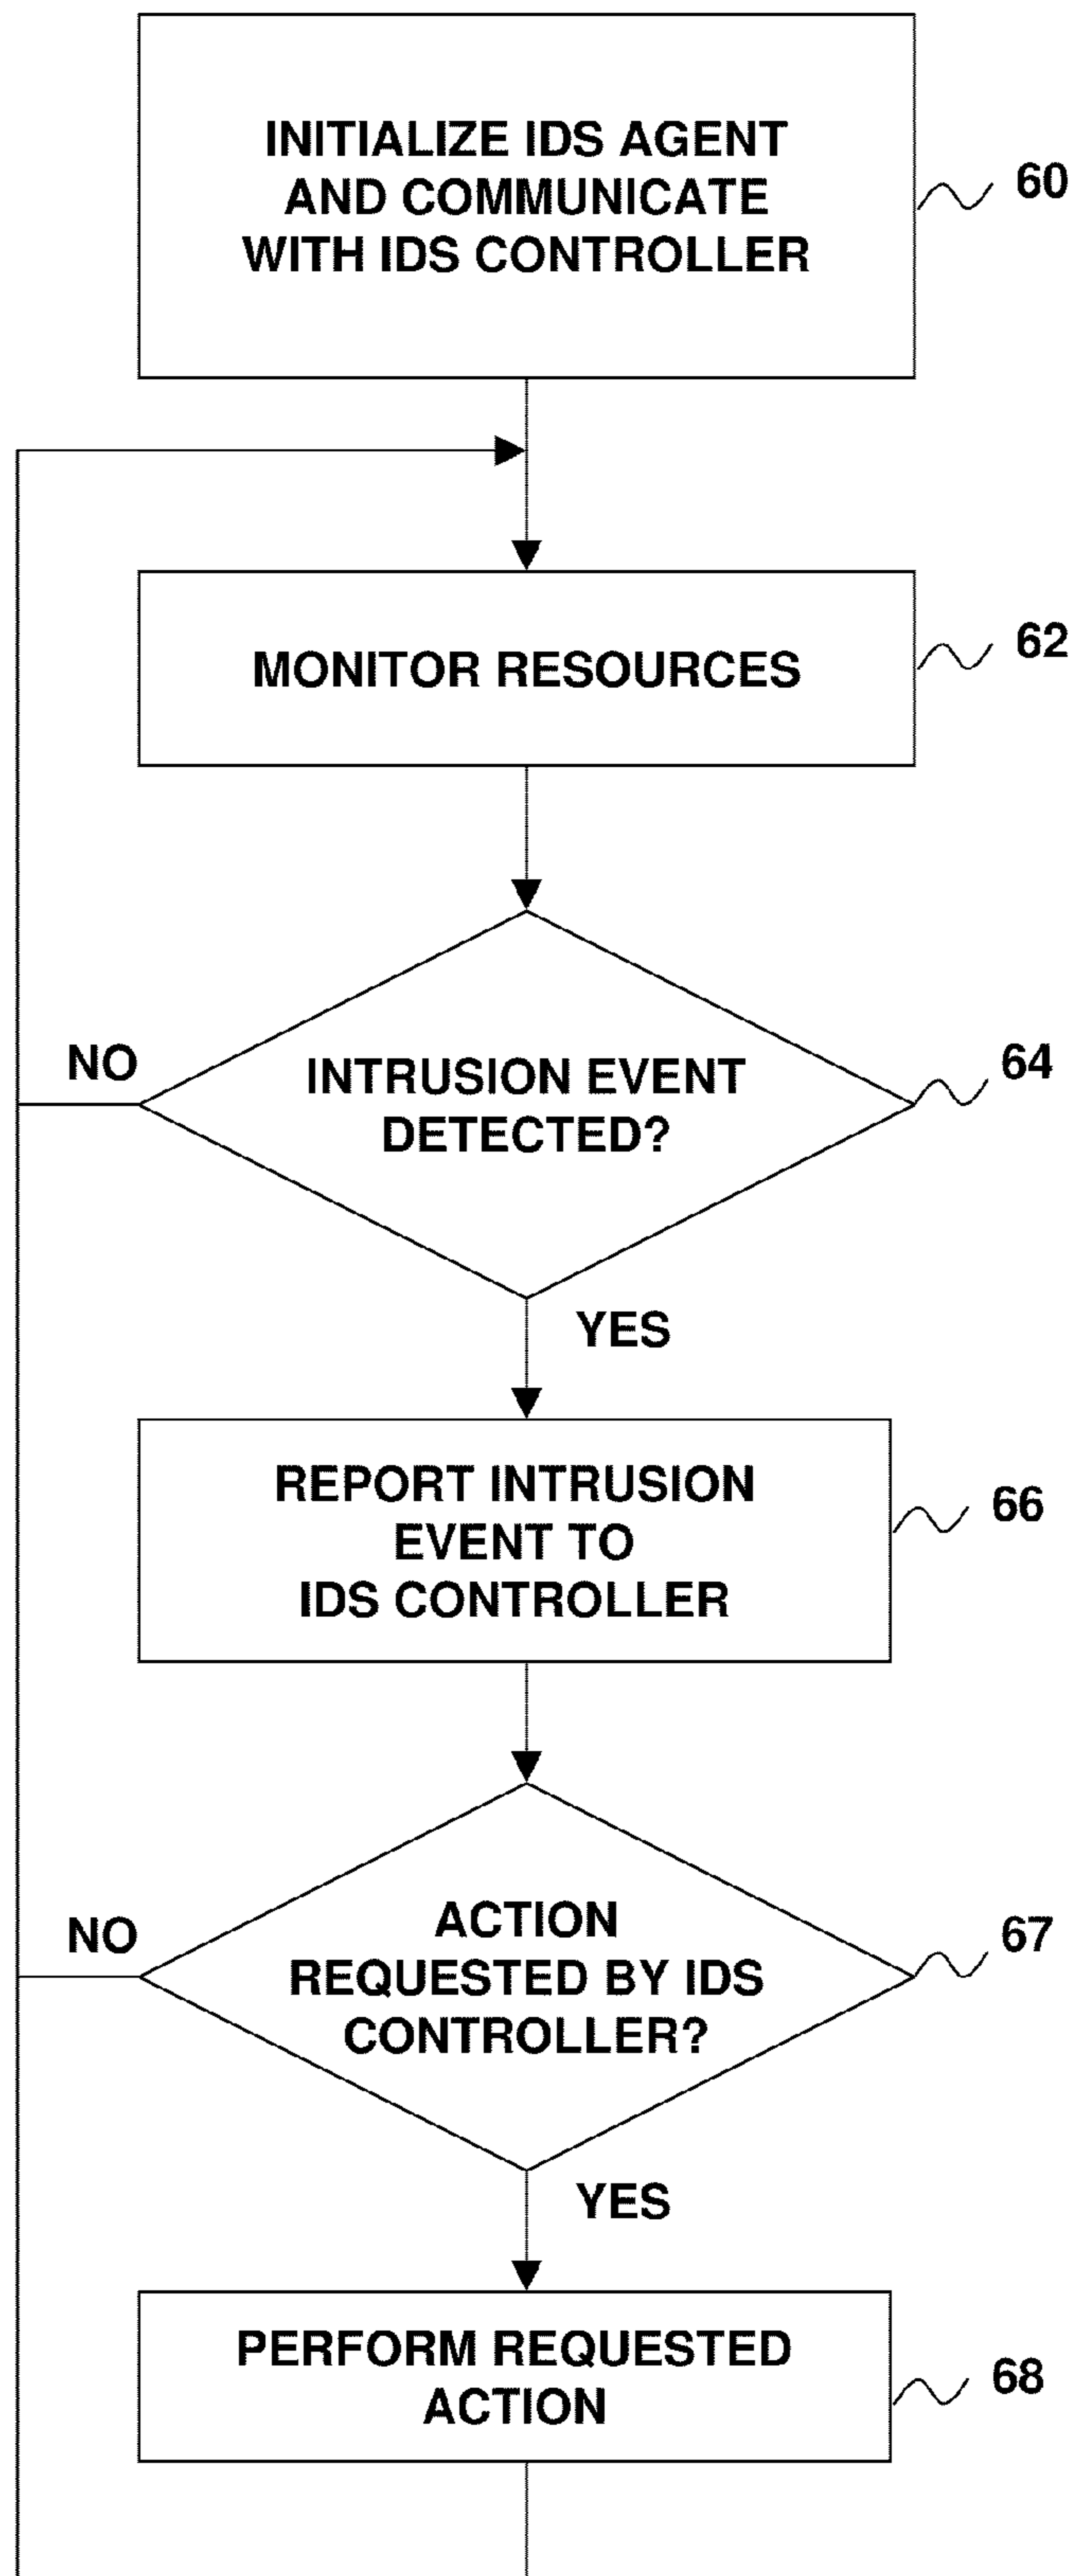 INITIALIZE IDS AGENT
AND COMMUNICATE
WITH IDS CONTROLLER
60
MONITOR RESOURCES
62
INTRUSION EVENT
DETECTED?
64
NO
YES
REPORT INTRUSION
EVENT TO
IDS CONTROLLER
66
ACTION
REQUESTED BY IDS
CONTROLLER?
67
NO
YES
PERFORM REQUESTED
ACTION
68